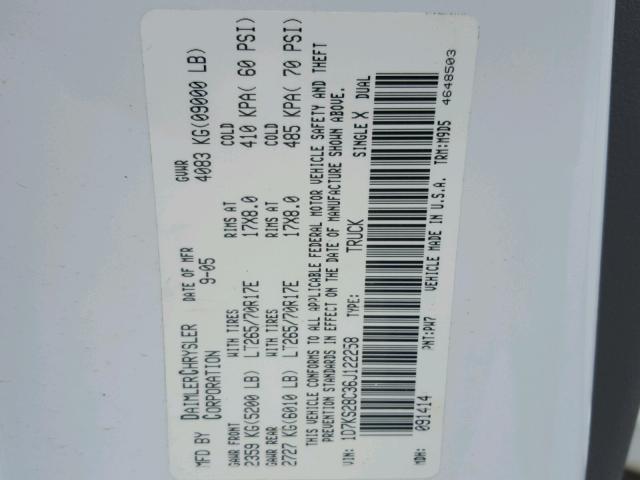 MFD BY DAIMLERCHRYSLER CORPORATION DATE OF MFR 9-05 GVWR 4083 KG(09000 LB)
GAWR FRONT WITH TIRES RIMS AT COLD
2359 KG(5200 LB) LT265/70R17E 17X8.0 410 KPA( 60 PSI)
GAWR REAR WITH TIRES RIMS AT COLD
2727 KG(6010 LB) LT265/70R17E 17X8.0 485 KPA( 70 PSI)
THIS VEHICLE CONFORMS TO ALL APPLICABLE FEDERAL MOTOR VEHICLE SAFETY AND THEFT
PREVENTION STANDARDS IN EFFECT ON THE DATE OF MANUFACTURE SHOWN ABOVE.
VIN: 1D7KS28C36J122258 TYPE: TRUCK SINGLE X DUAL
MDH: 091414 PNT:PW7 VEHICLE MADE IN U.S.A. TRM:M9D5
4648503